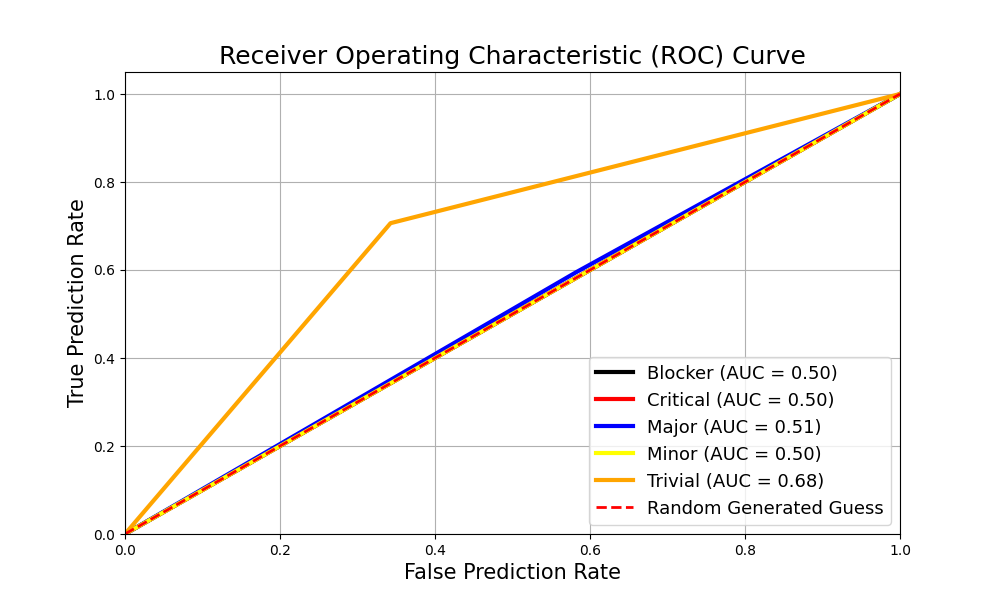 Receiver Operating Characteristic (ROC) Curve
True Prediction Rate
1.0
0.8
0.6
0.4
0.2
0.0
0.0 0.2 0.4 0.6 0.8 1.0
False Prediction Rate
Blocker (AUC = 0.50)
Critical (AUC = 0.50)
Major (AUC = 0.51)
Minor (AUC = 0.50)
Trivial (AUC = 0.68)
Random Generated Guess